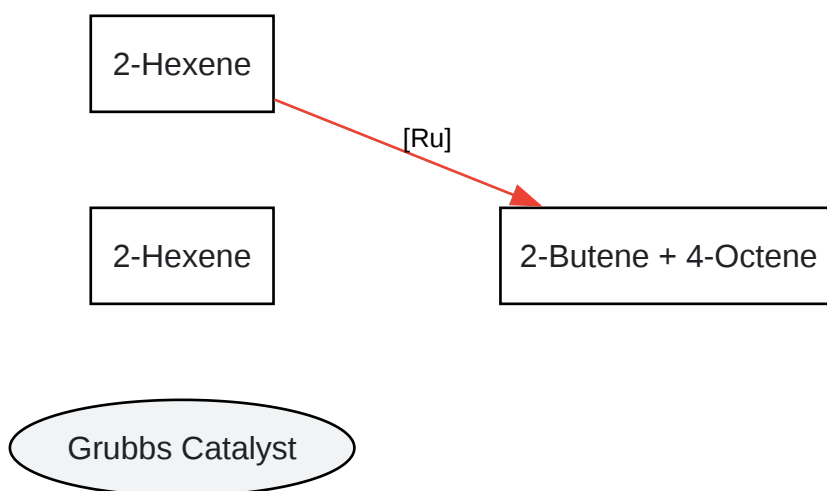 2-Hexene
[Ru]
2-Hexene
2-Butene + 4-Octene
Grubbs Catalyst